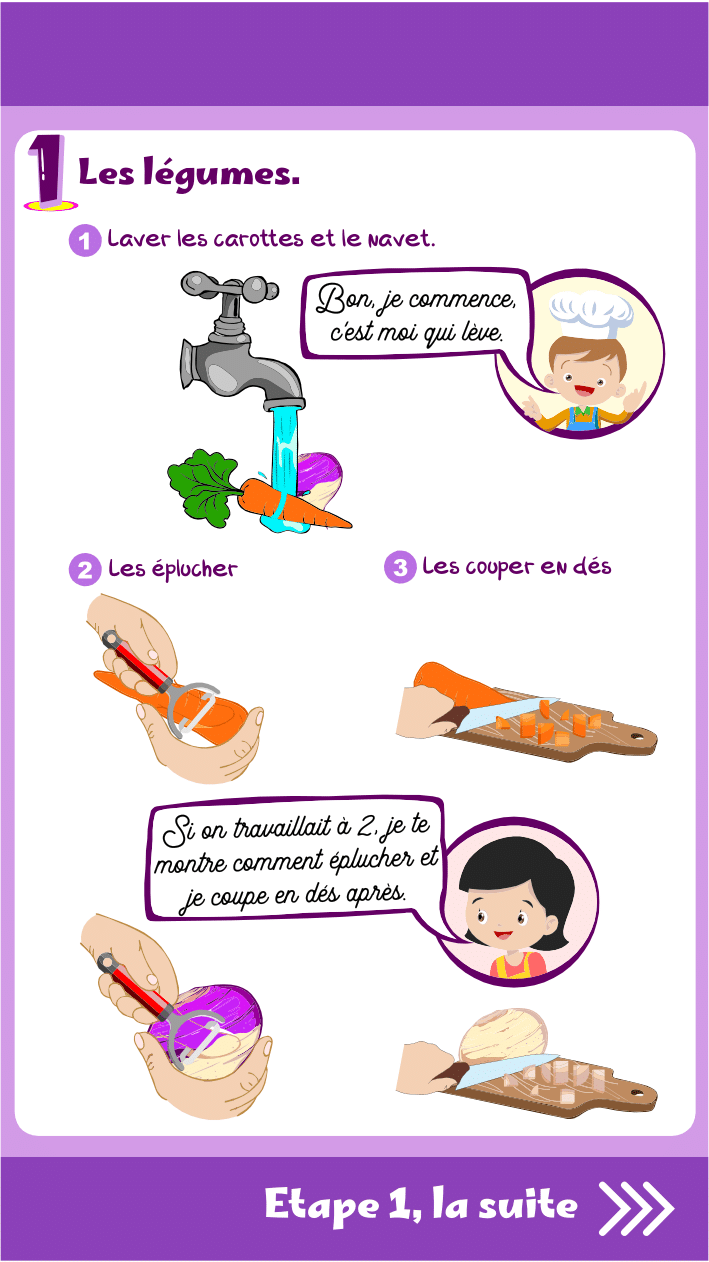 1 Les légumes.
1 Laver les carottes et le navet.
Bon, je commence,
c'est moi qui lève.
2 Les éplucher
3 Les couper en dés
Si on travaillait à 2, je te
montre comment éplucher et
je coupe en dés après.
Etape 1, la suite